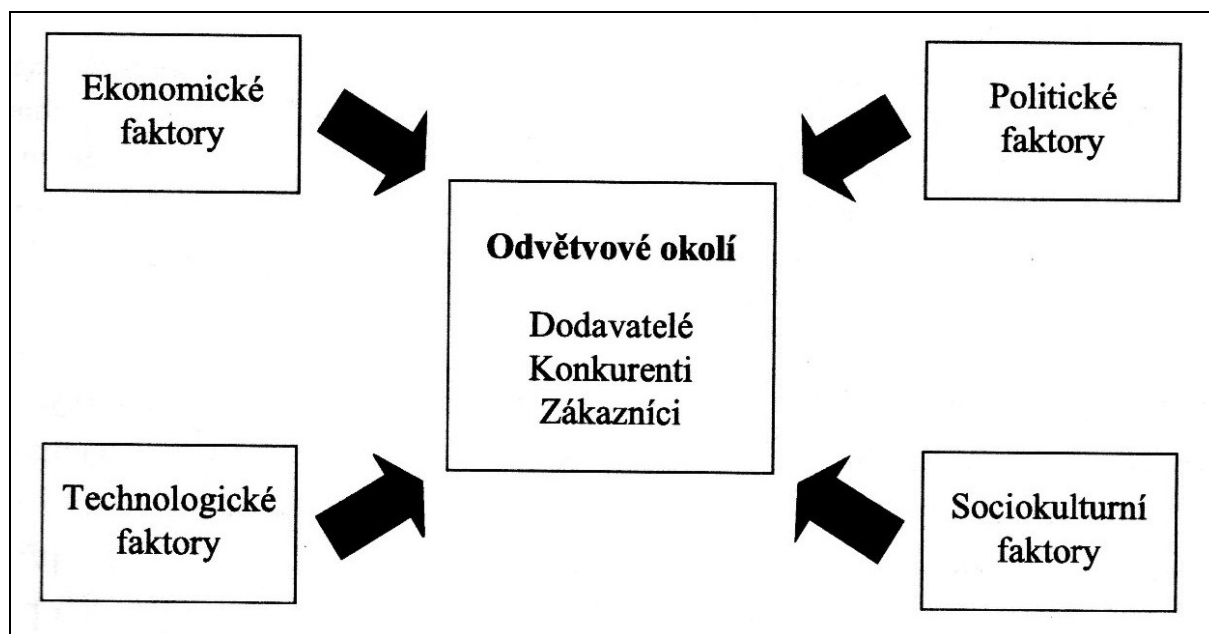 Ekonomické
faktory
Politické
faktory
Odvětvové okolí
Dodavatelé
Konkurenti
Zákazníci
Technologické
faktory
Sociokulturní
faktory